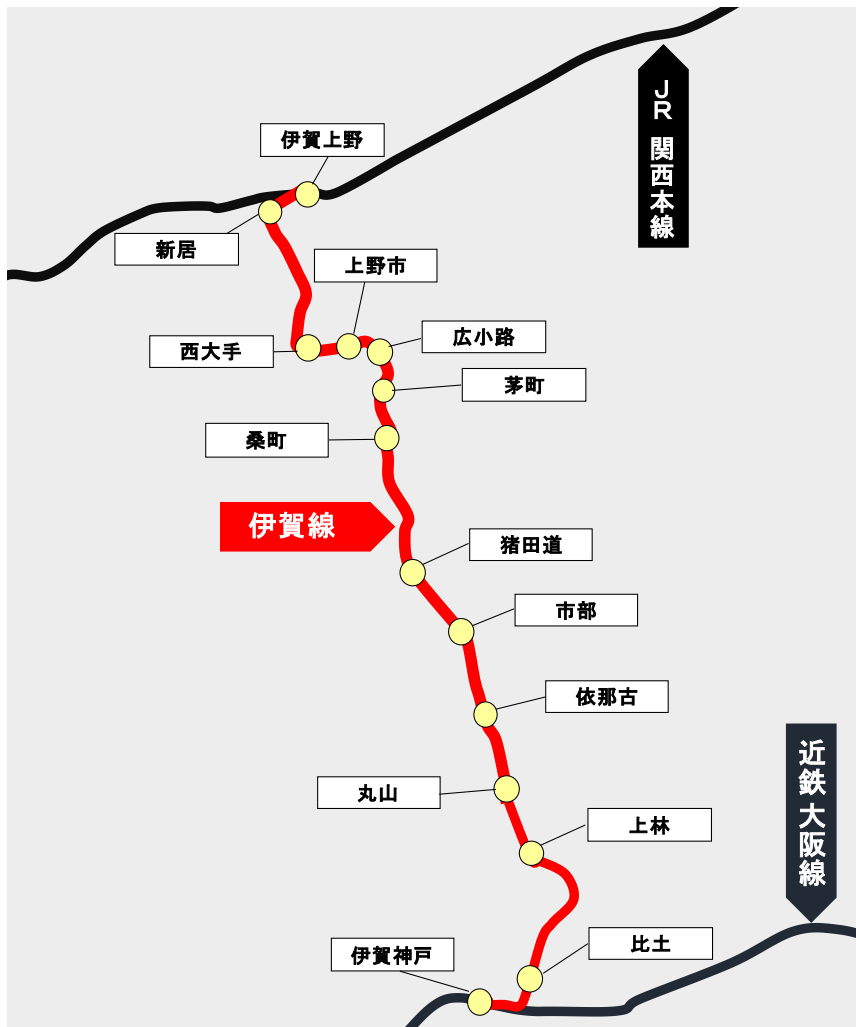 JR 関西本線
伊賀上野
新居
上野市
広小路
西大手
茅町
桑町
伊賀線
猪田道
市部
依那古
丸山
上林
近鉄大阪線
比土
伊賀神戸